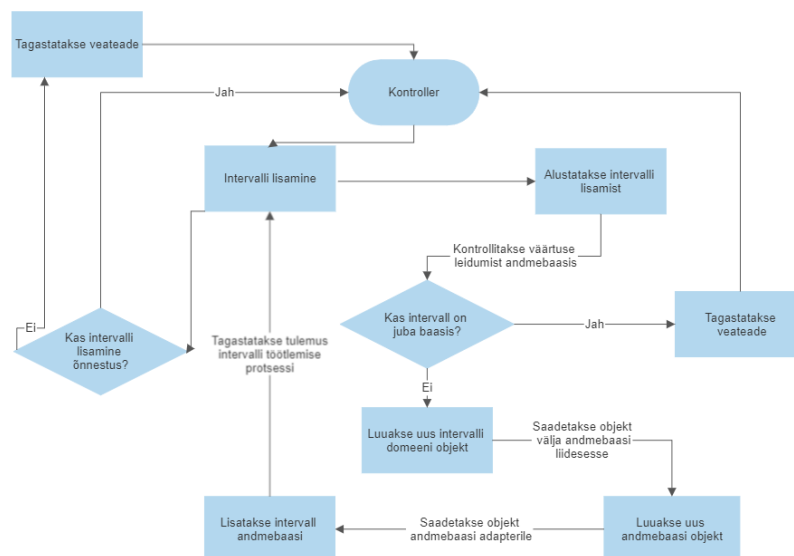 Tagastatakse veateade
Jah
Kontroller
Intervalli lisamine
Alustatakse intervalli
lisamist
Kontrollitakse väärtuse
leidumist andmebaasis
Ei
Kas intervalli
lisamine
õnnestus?
Tagastatakse tulemus
intervalli töötlemise
protsessi
Kas intervall on
juba baasis?
Jah
Tagastatakse
veateade
Ei
Luuakse uus intervalli
domeeni objekt
Saadetakse objekt
välja andmebaasi
liidesesse
Lisatakse intervall
andmebaasi
Saadetakse objekt
andmebaasi adapterile
Luuakse uus
andmebaasi objekt